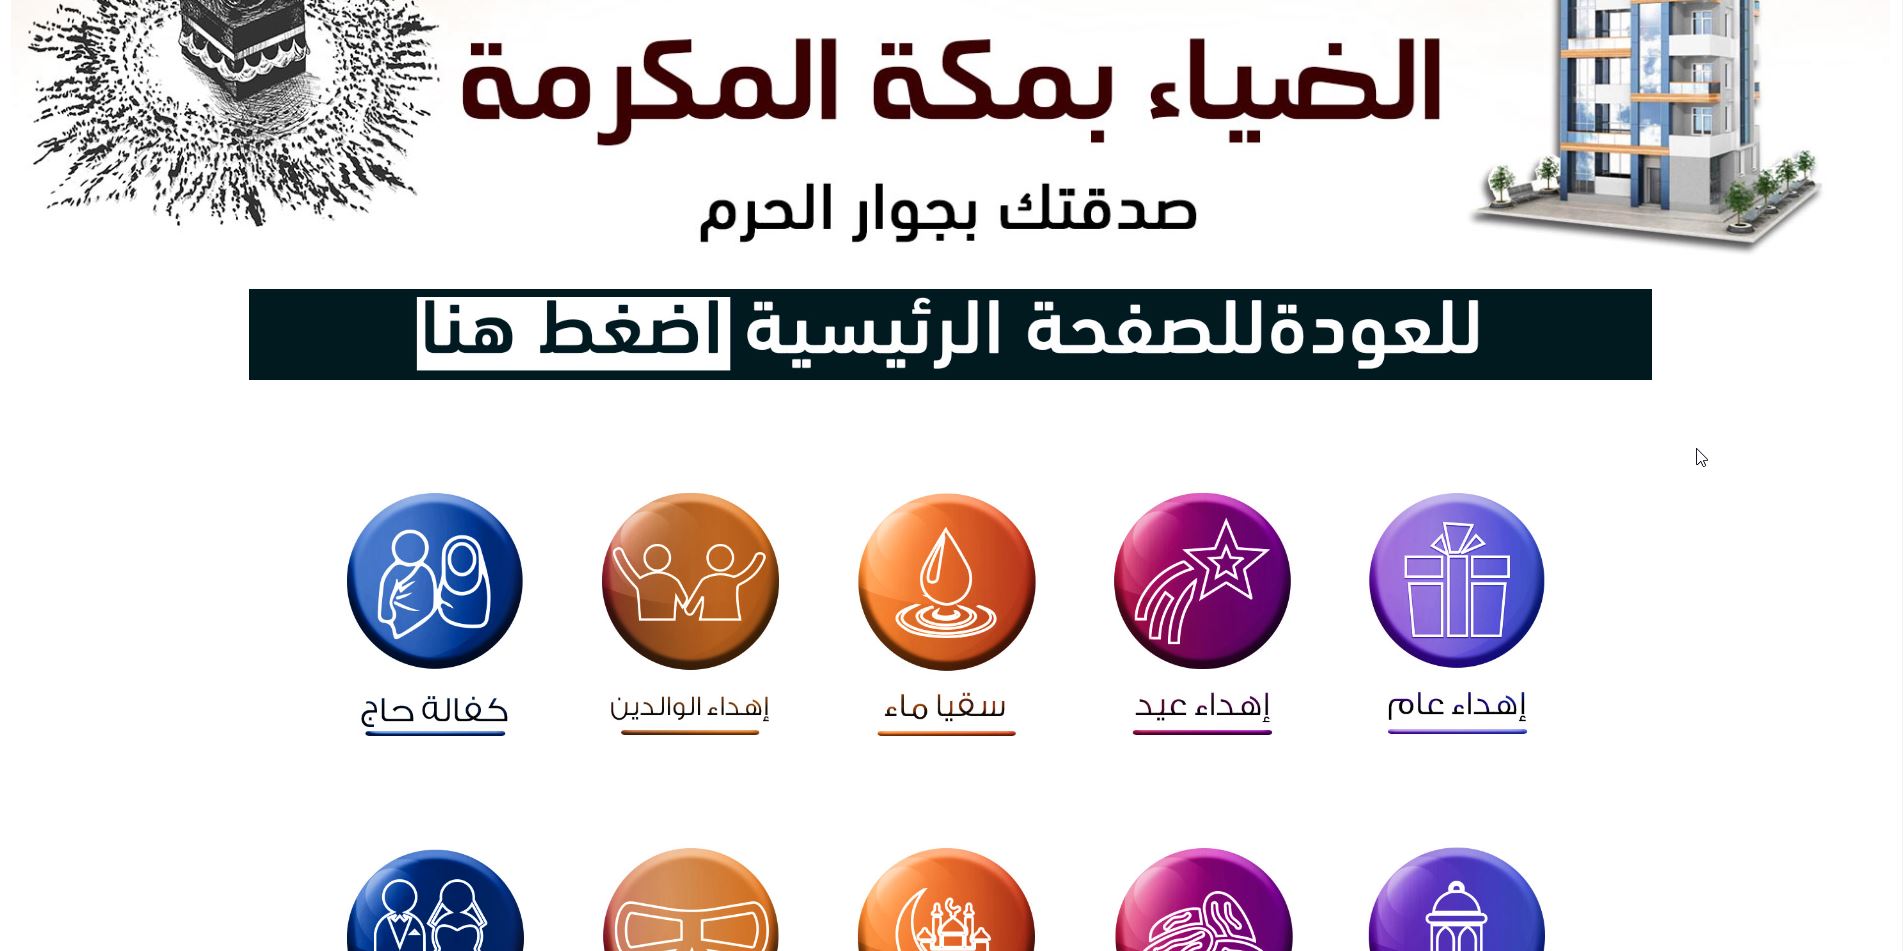 الضياء بمكة المكرمة
صدقتك بجوار الحرم
للعودةللصفحة الرئيسية اضغط هنا
إهداء عام
إهداء عيد
سقيا ماء
إهداء الوالدين
كفالة حاج